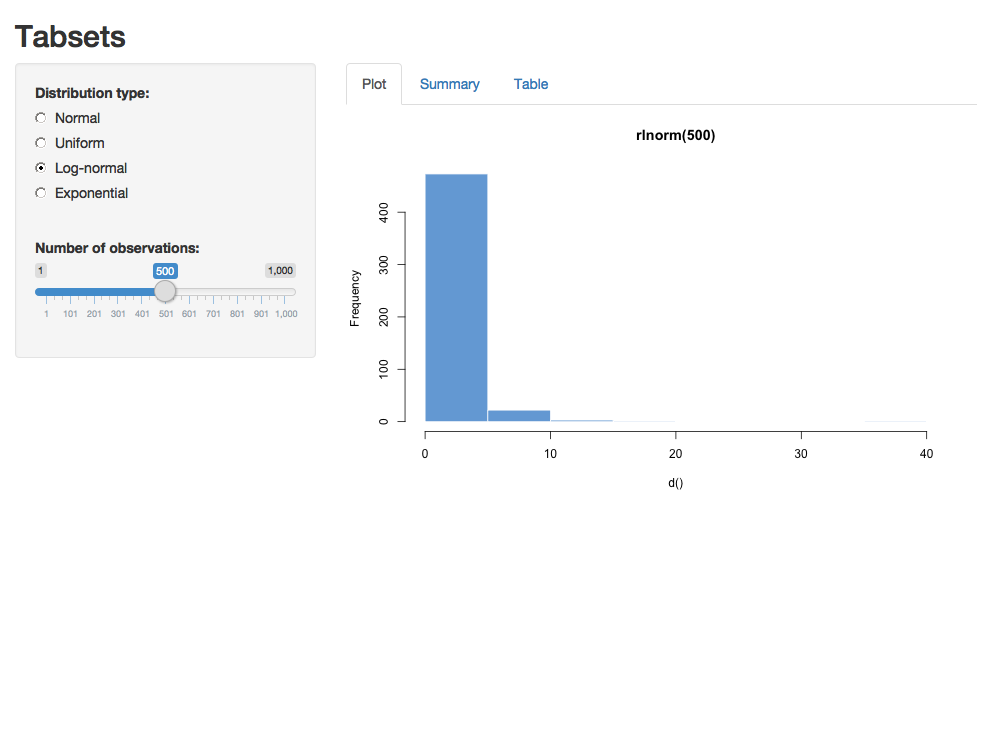 Tabsets
Distribution type:
Normal
Uniform
Log-normal
Exponential
Number of observations:
1 500 1,000
1 101 201 301 401 501 601 701 801 901 1,000
Plot Summary Table
rlnorm(500)
Frequency
400
300
200
100
0
0 10 20 30 40
d()